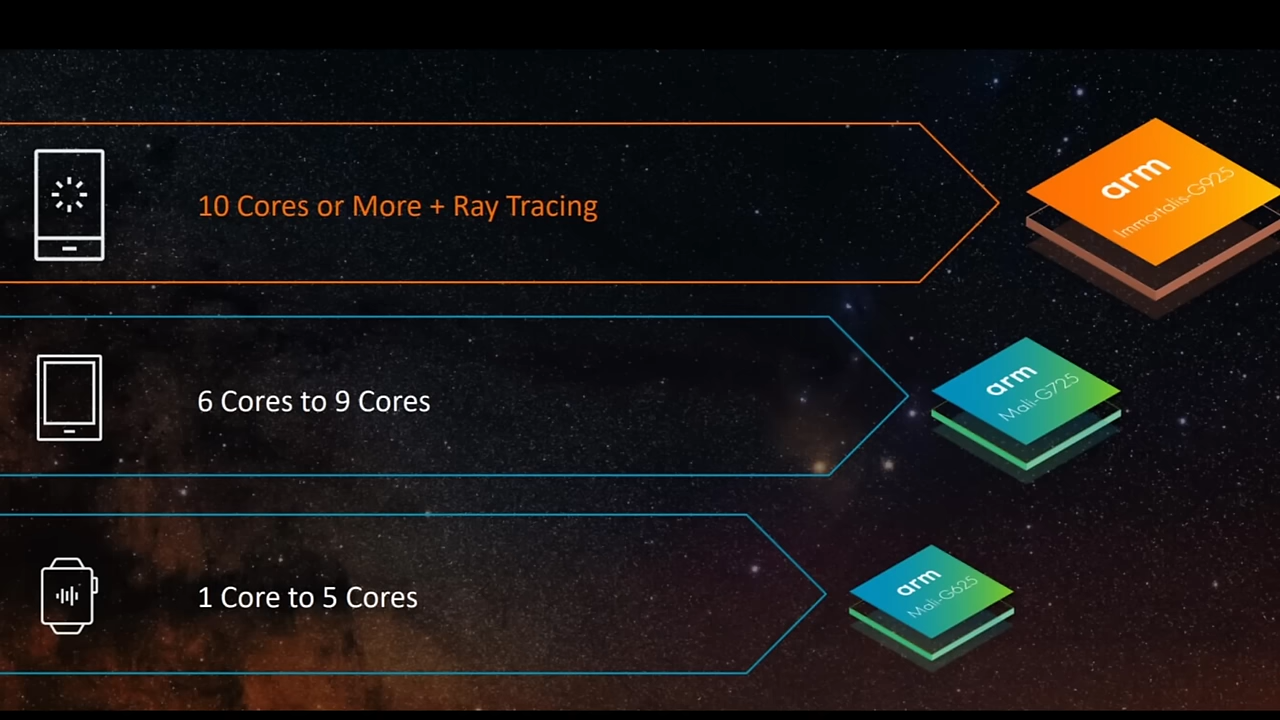 10 Cores or More + Ray Tracing
arm
Immortalis-G925
6 Cores to 9 Cores
arm
Mali-G725
1 Core to 5 Cores
arm
Mali-G625